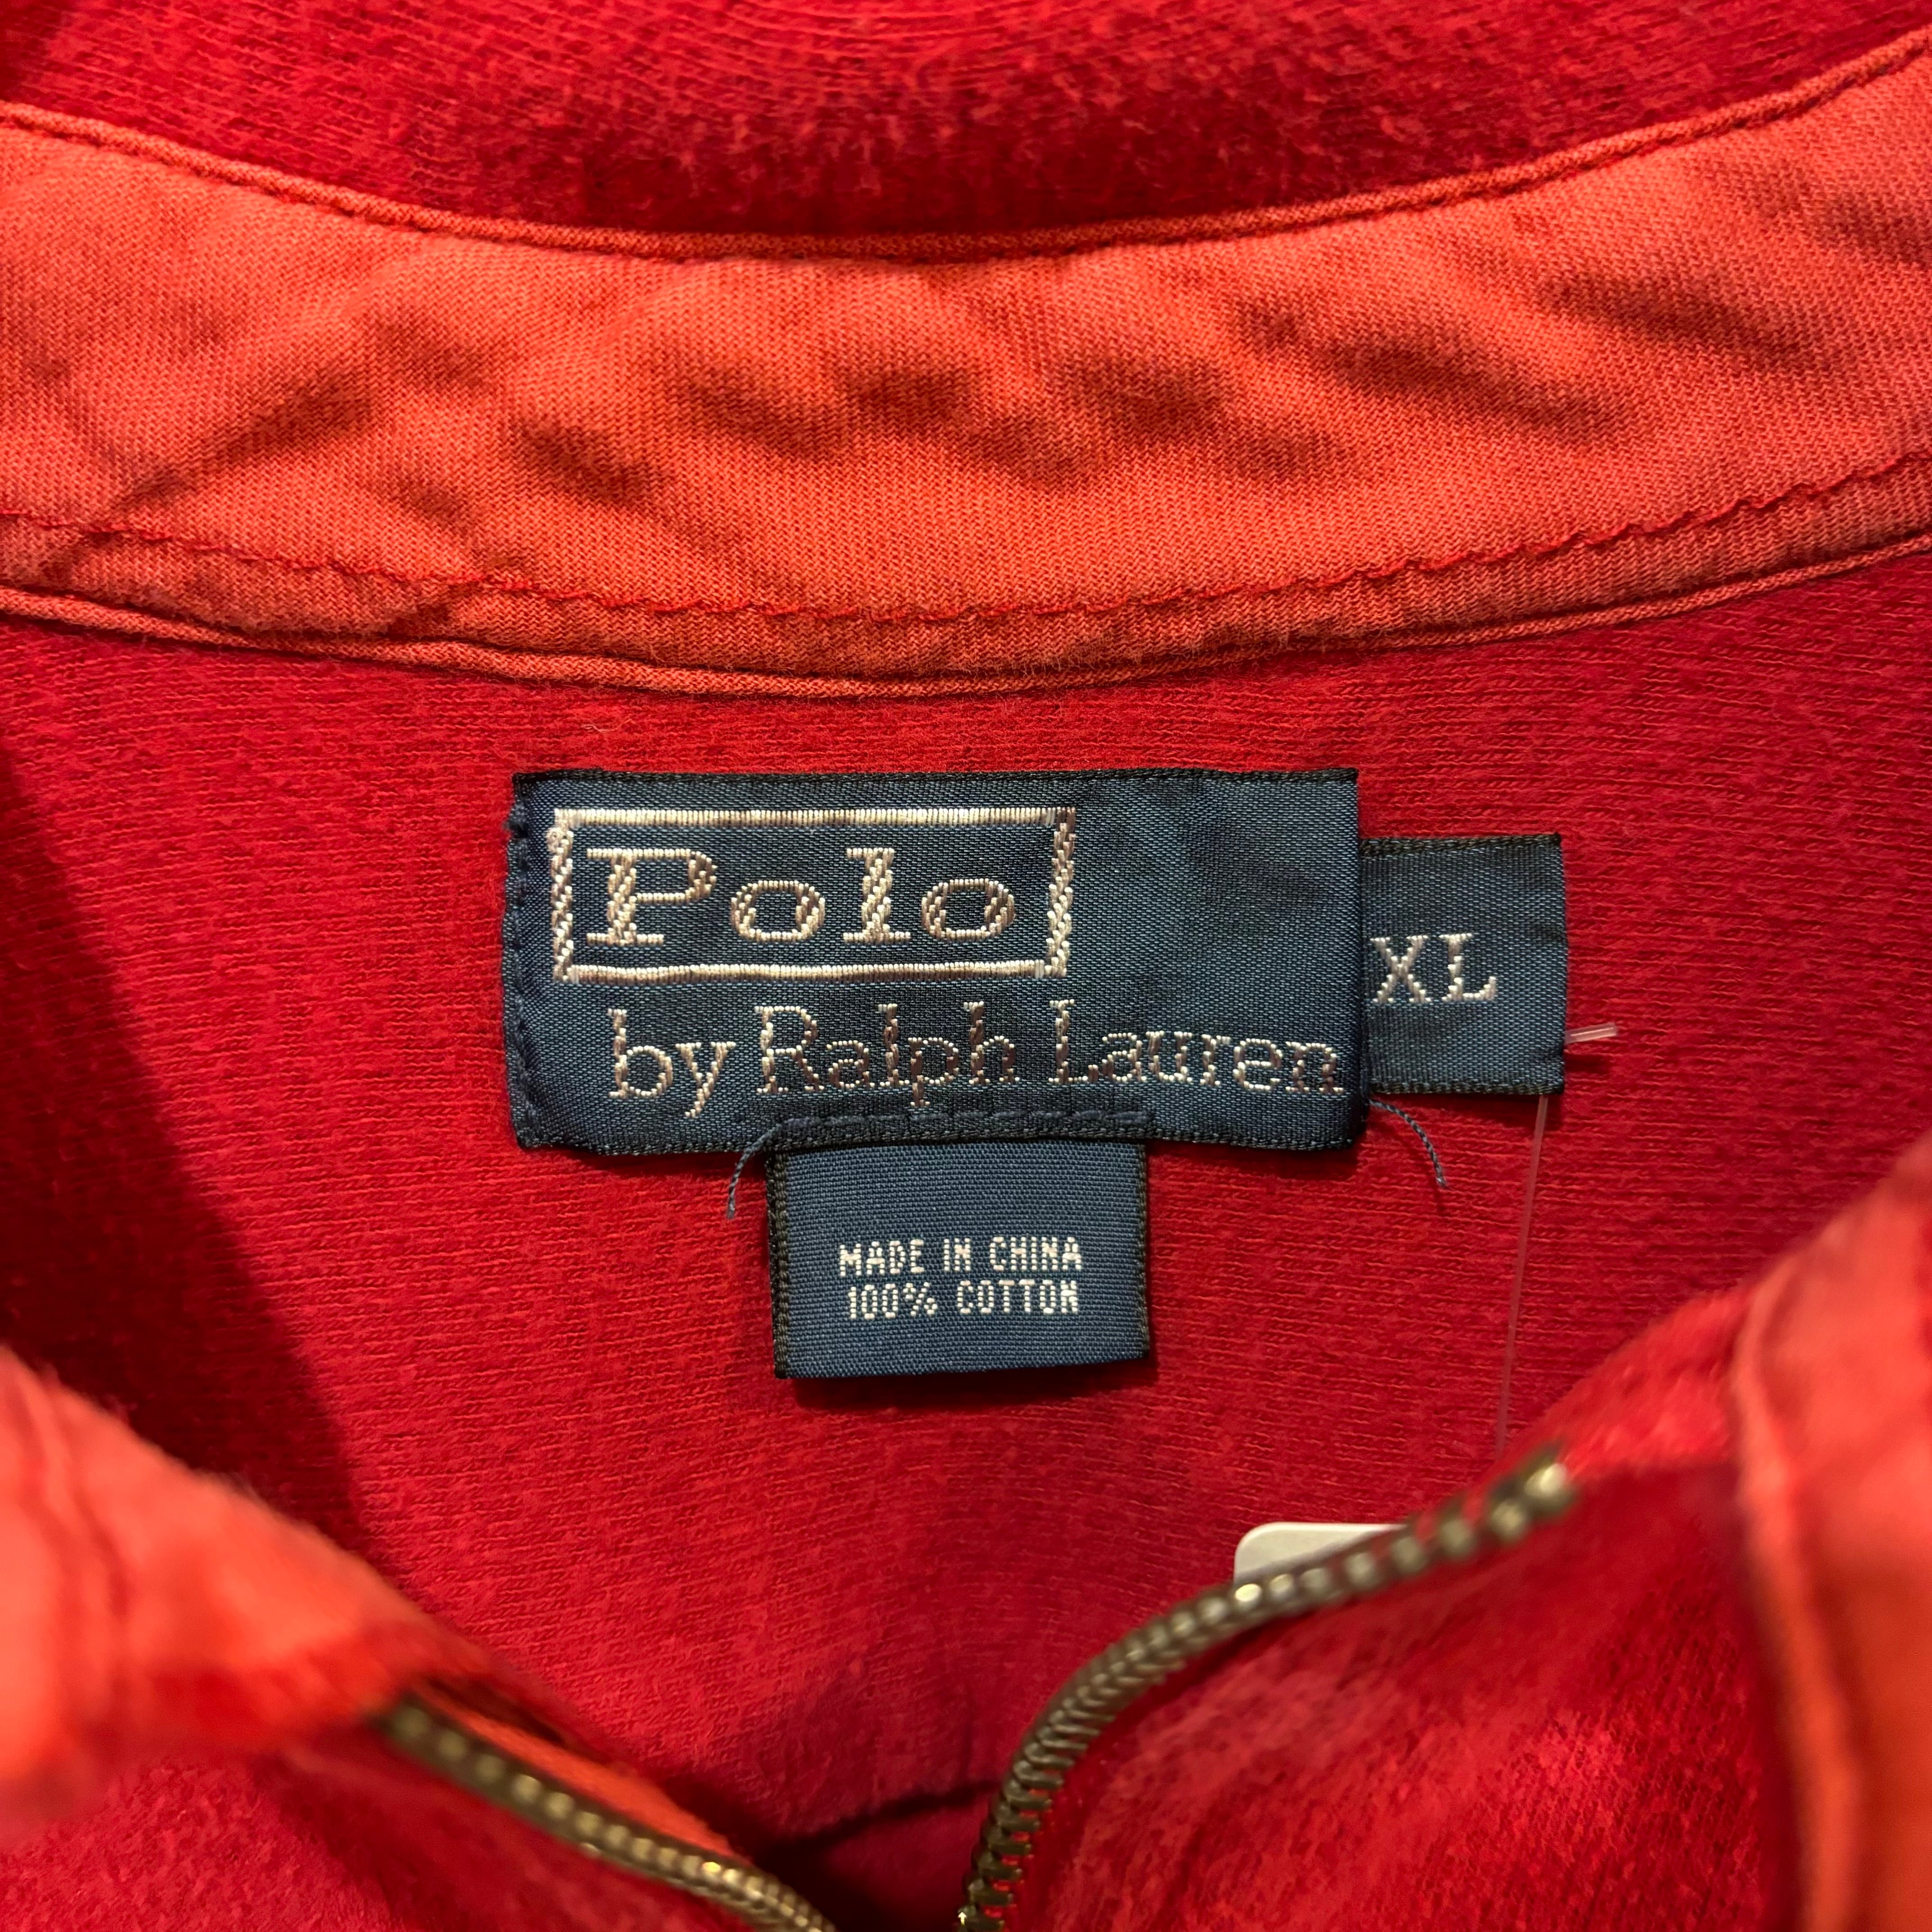 Polo
by Ralph Lauren
XL
MADE IN CHINA
100% COTTON